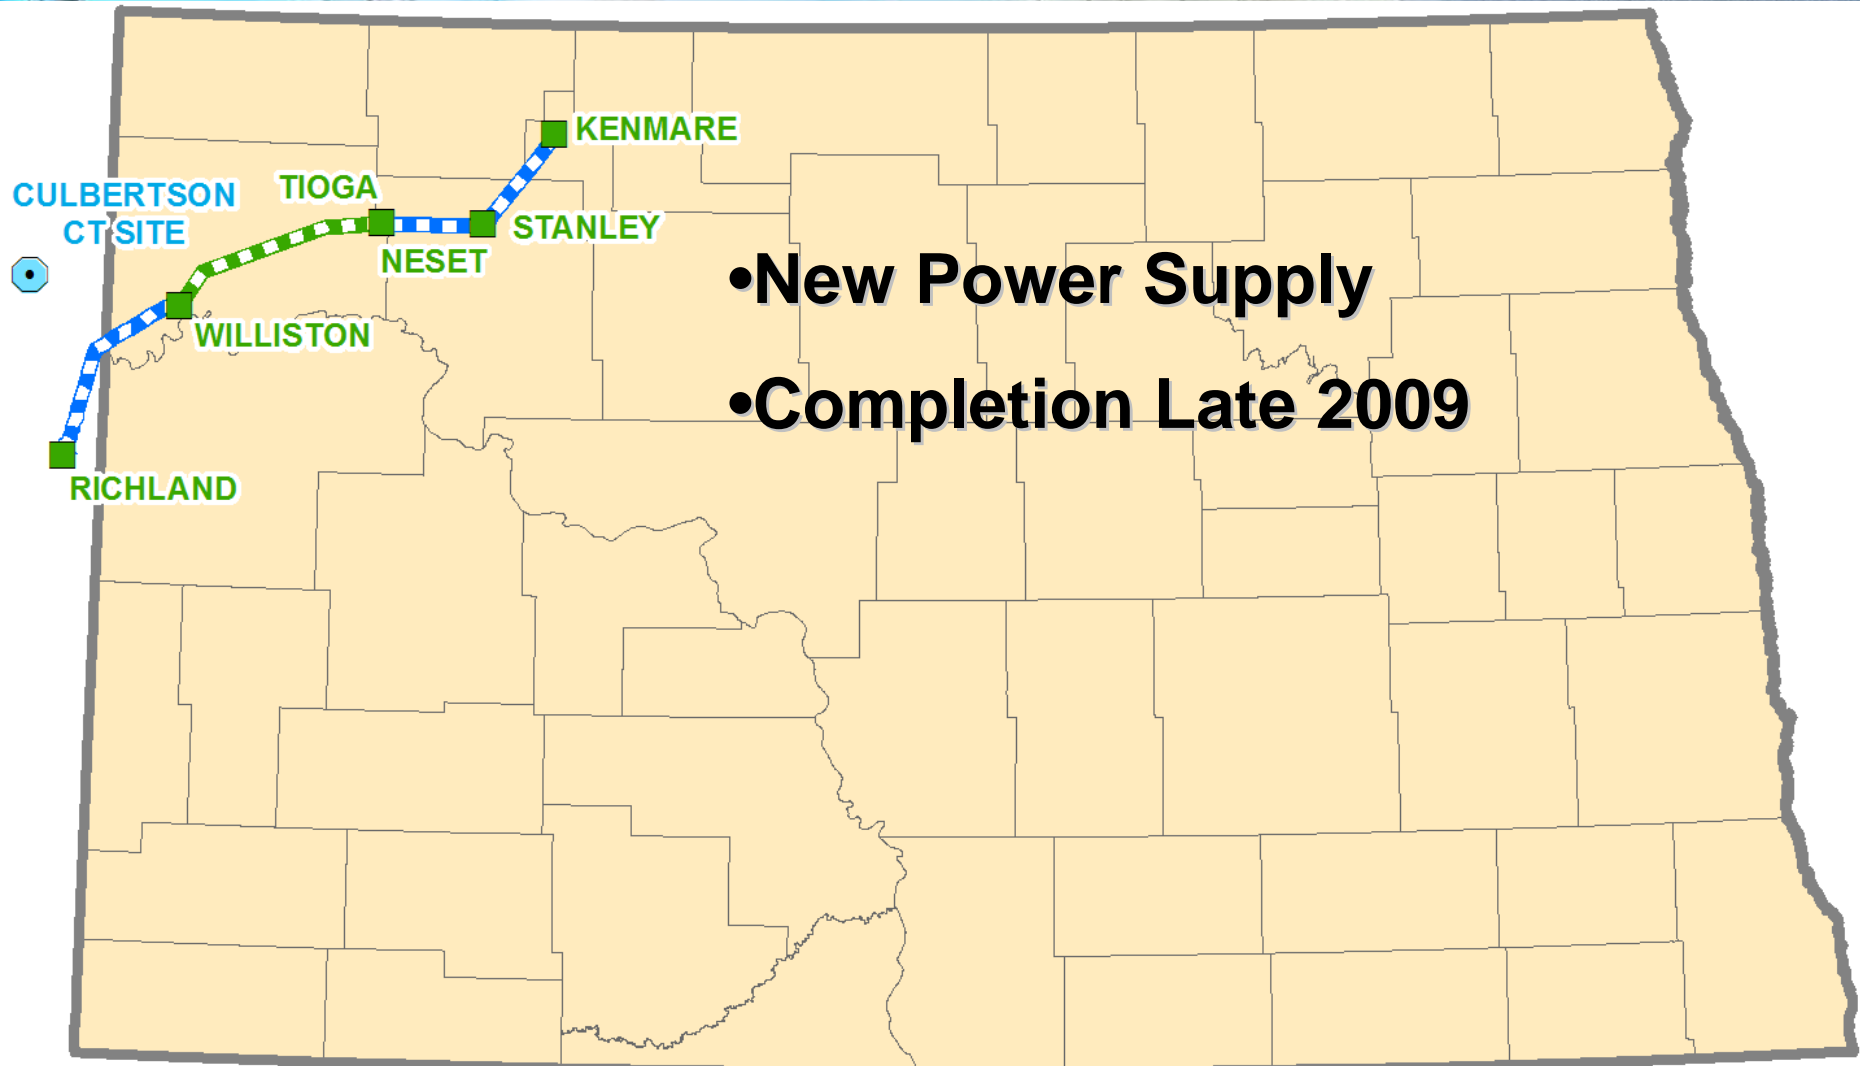 KENMARE
TIOGA
CULBERTSON
CT SITE
STANLEY
NESET
•New Power Supply
WILLISTON
•Completion Late 2009
RICHLAND